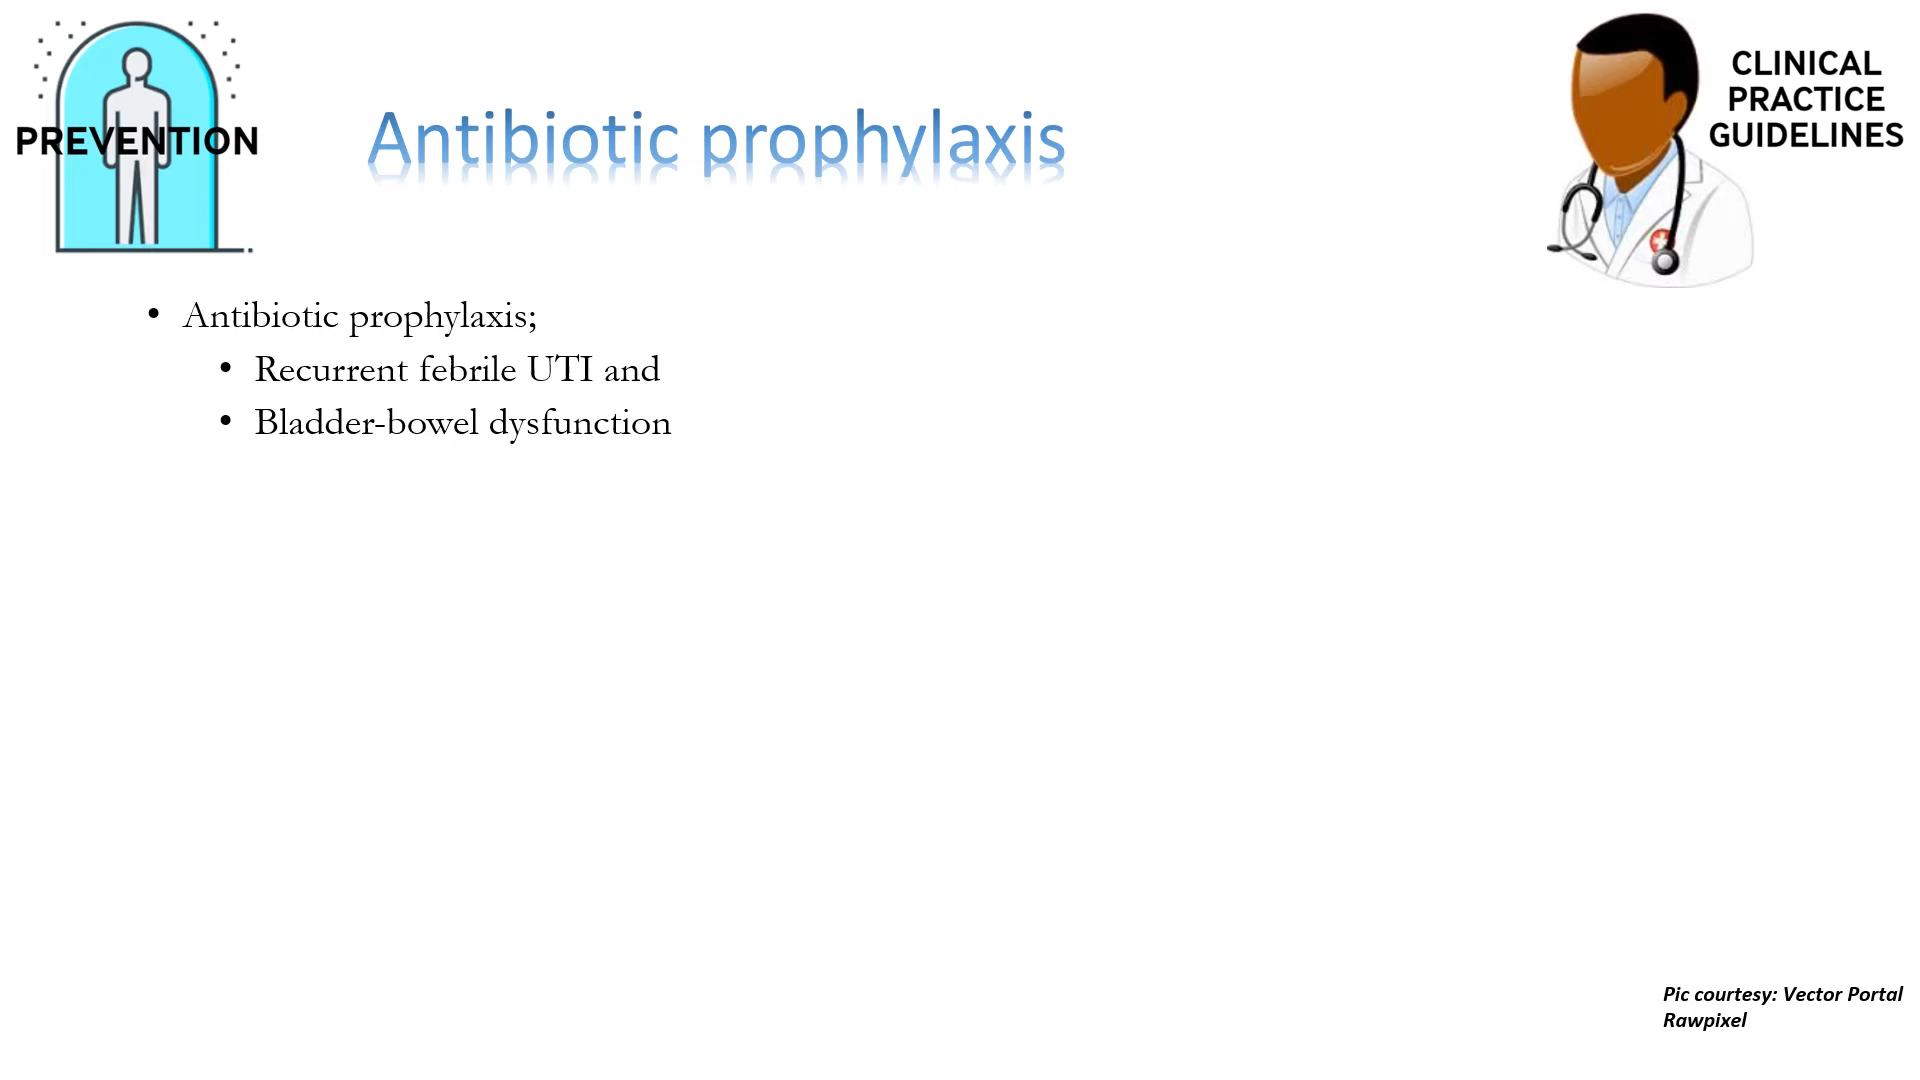 PREVENTION
Antibiotic prophylaxis
CLINICAL
PRACTICE
GUIDELINES
• Antibiotic prophylaxis;
• Recurrent febrile UTI and
• Bladder-bowel dysfunction
Pic courtesy: Vector Portal
Rawpixel